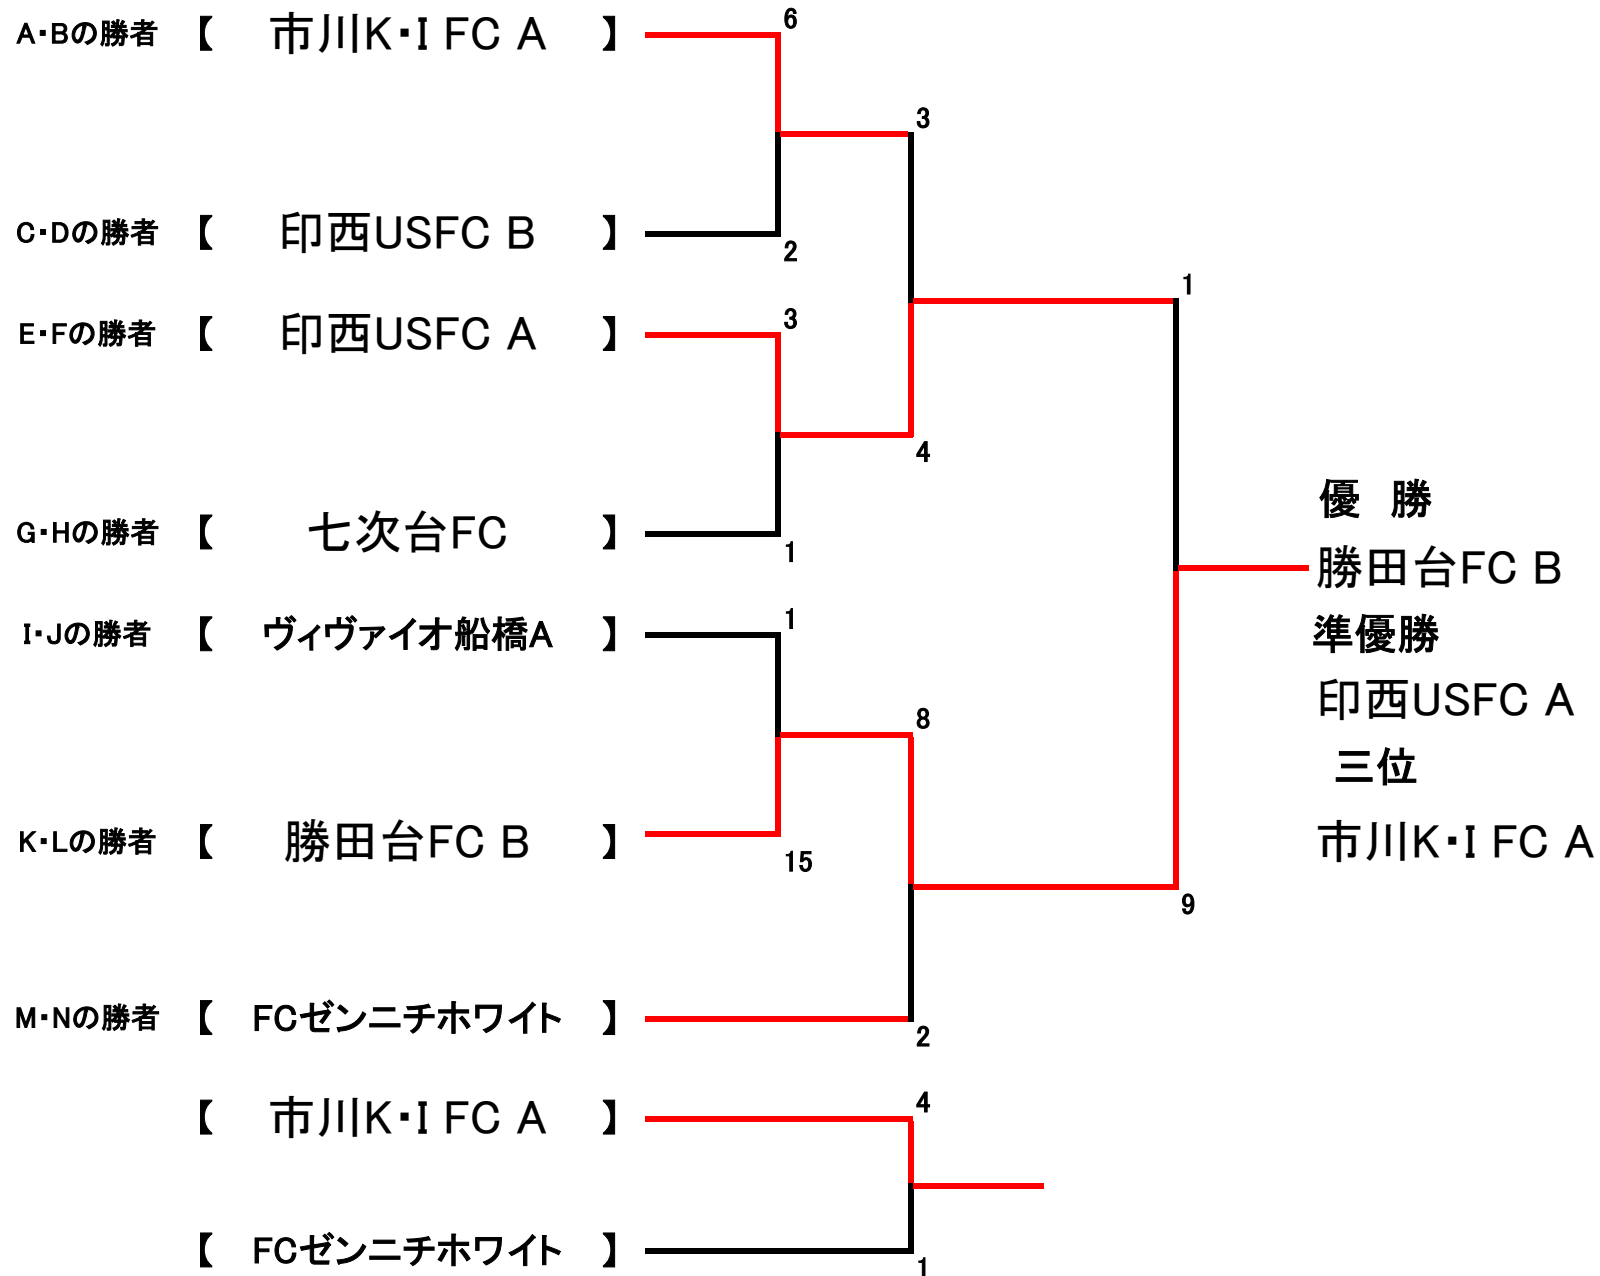 A・Bの勝者 【 市川K・I FC A 】 6
3
C・Dの勝者 【 印西USFC B 】 2
1
E・Fの勝者 【 印西USFC A 】 3
4
G・Hの勝者 【 七次台FC 】 1
I・Jの勝者 【 ヴィヴァイオ船橋A 】 1
8
K・Lの勝者 【 勝田台FC B 】 15
9
M・Nの勝者 【 FCゼンニチホワイト 】 2
【 市川K・I FC A 】 4
【 FCゼンニチホワイト 】 1
優 勝
勝田台FC B
準優勝
印西USFC A
三位
市川K・I FC A